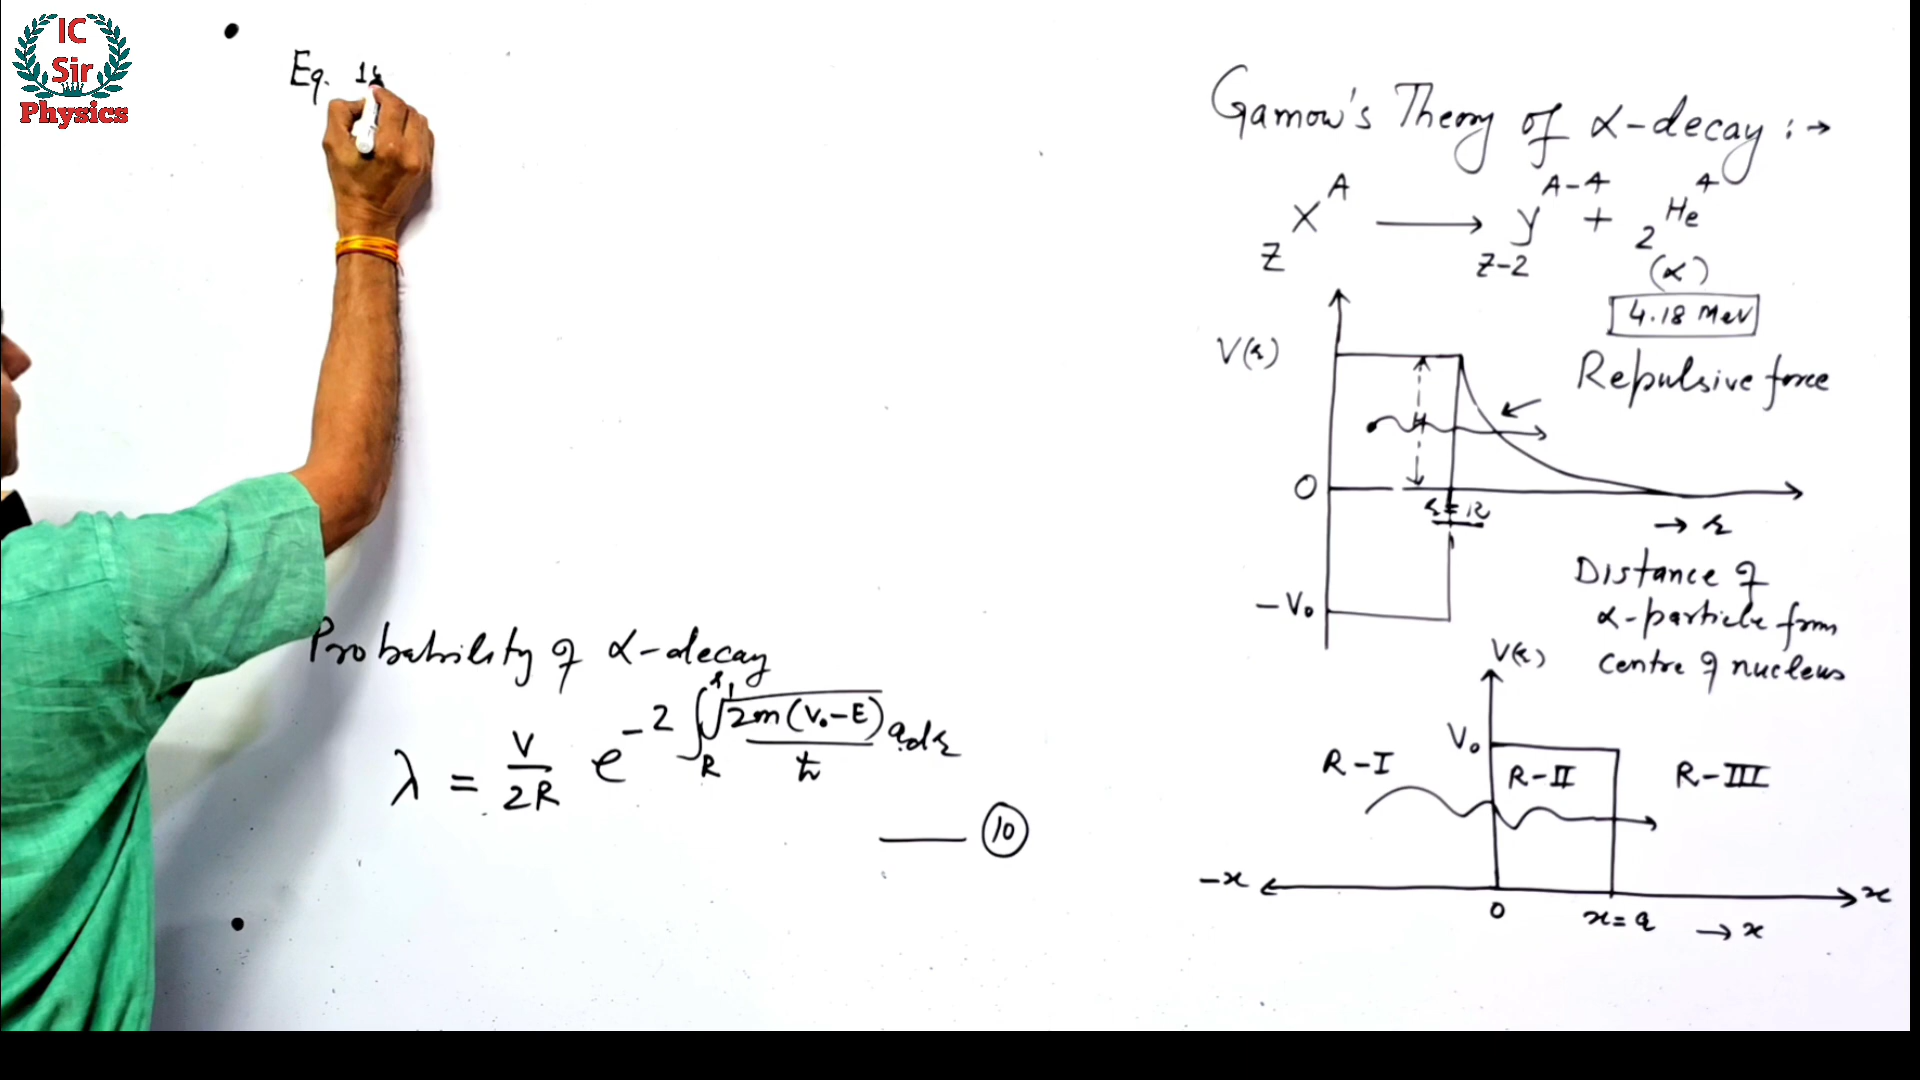 IC
Sir
Physics
Eq.
Probability of α-decay
λ = V/2R e^{-2 ∫_R^{r₁} √2m(V₀-E)/ħ a dr}
⑩
Gamow's Theory of α-decay :→
_Z X^A → _{Z-2} y^{A-4} + _2 He^4
(α)
4.18 MeV
V(r)
Repulsive force
H
0
r = R
→ r
-V₀
Distance of
α-particle from
centre of nucleus
V(r)
V₀
R-I
R-II
R-III
-x
x
0
x=a
→ x